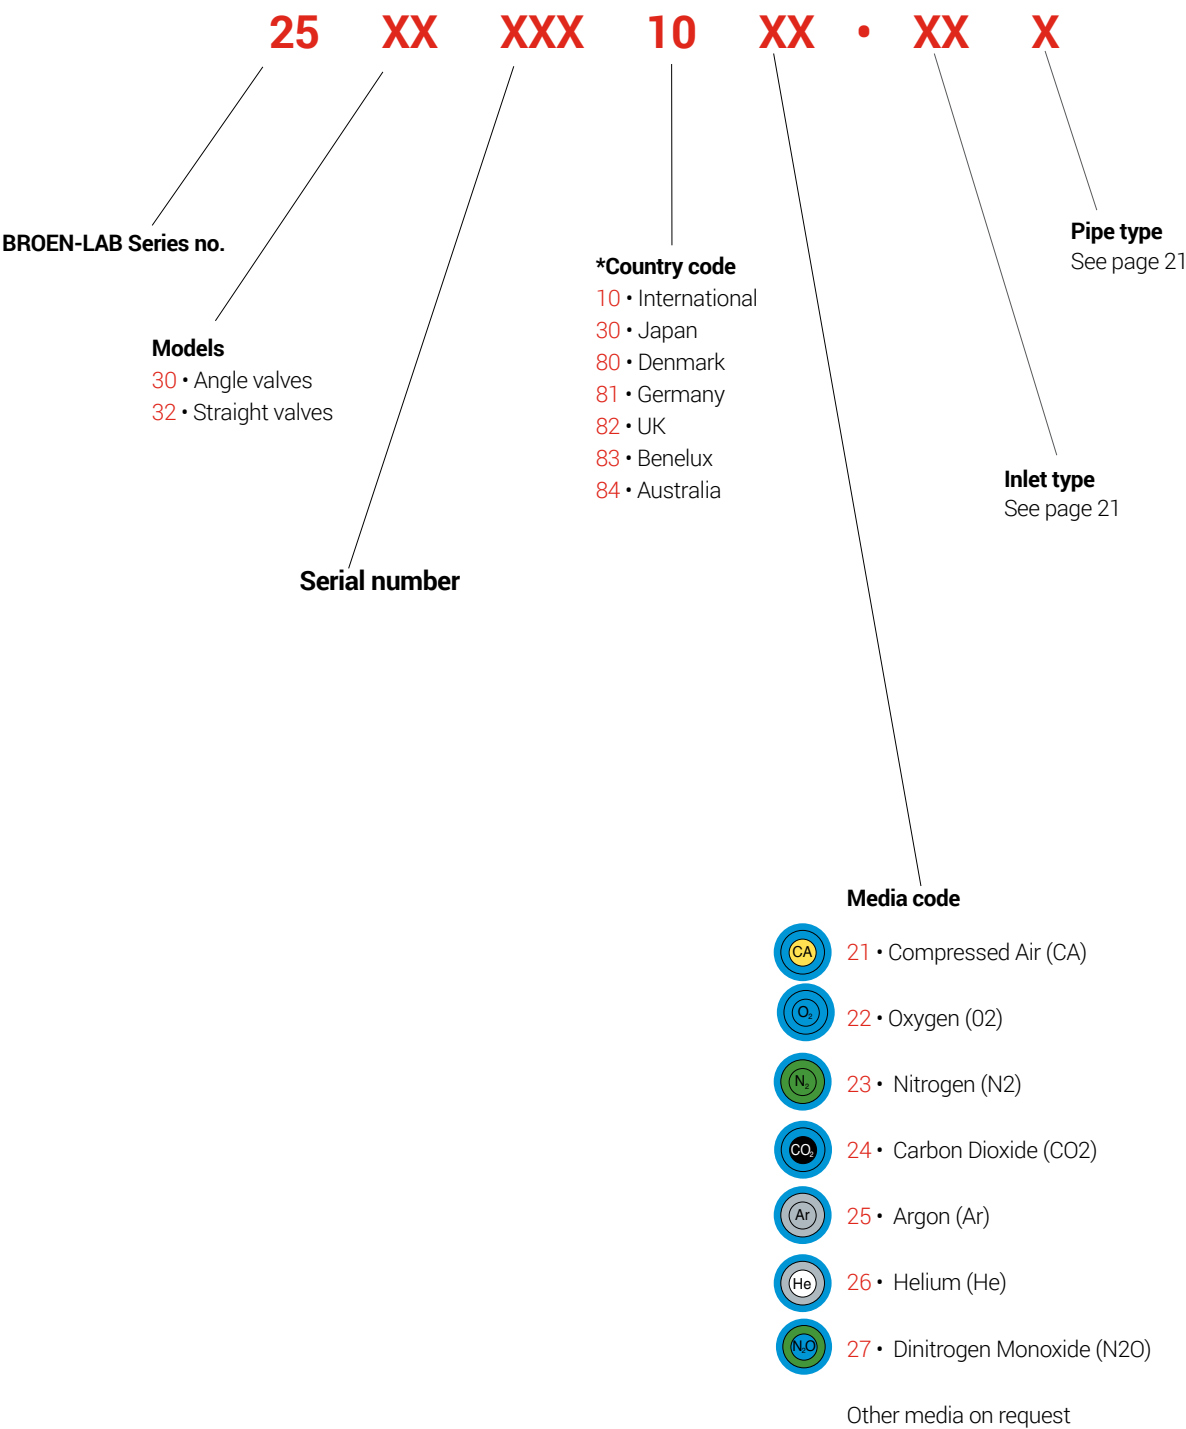 25 XX XXX 10 XX • XX X
BROEN-LAB Series no.
Models
30 • Angle valves
32 • Straight valves
Serial number
*Country code
10 • International
30 • Japan
80 • Denmark
81 • Germany
82 • UK
83 • Benelux
84 • Australia
Pipe type
See page 21
Inlet type
See page 21
Media code
CA 21 • Compressed Air (CA)
O₂ 22 • Oxygen (02)
N₂ 23 • Nitrogen (N2)
CO₂ 24 • Carbon Dioxide (CO2)
Ar 25 • Argon (Ar)
He 26 • Helium (He)
N₂O 27 • Dinitrogen Monoxide (N2O)
Other media on request